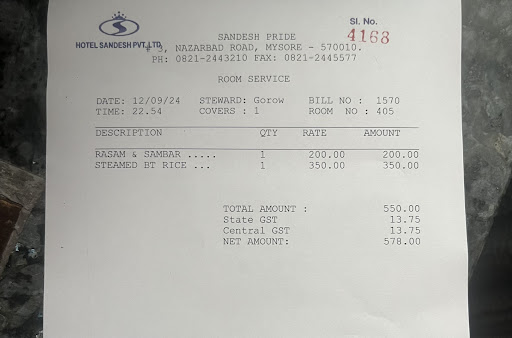 S
HOTEL SANDESH PVT. LTD.
SANDESH PRIDE
Sl. No.
4168
# 3, NAZARBAD ROAD, MYSORE - 570010.
PH: 0821-2443210 FAX: 0821-2445577
ROOM SERVICE
DATE: 12/09/24 STEWARD: Gorow BILL NO : 1570
TIME: 22.54 COVERS : 1 ROOM NO : 405
DESCRIPTION QTY RATE AMOUNT
RASAM & SAMBAR ..... 1 200.00 200.00
STEAMED BT RICE ... 1 350.00 350.00
TOTAL AMOUNT : 550.00
State GST 13.75
Central GST 13.75
NET AMOUNT: 578.00